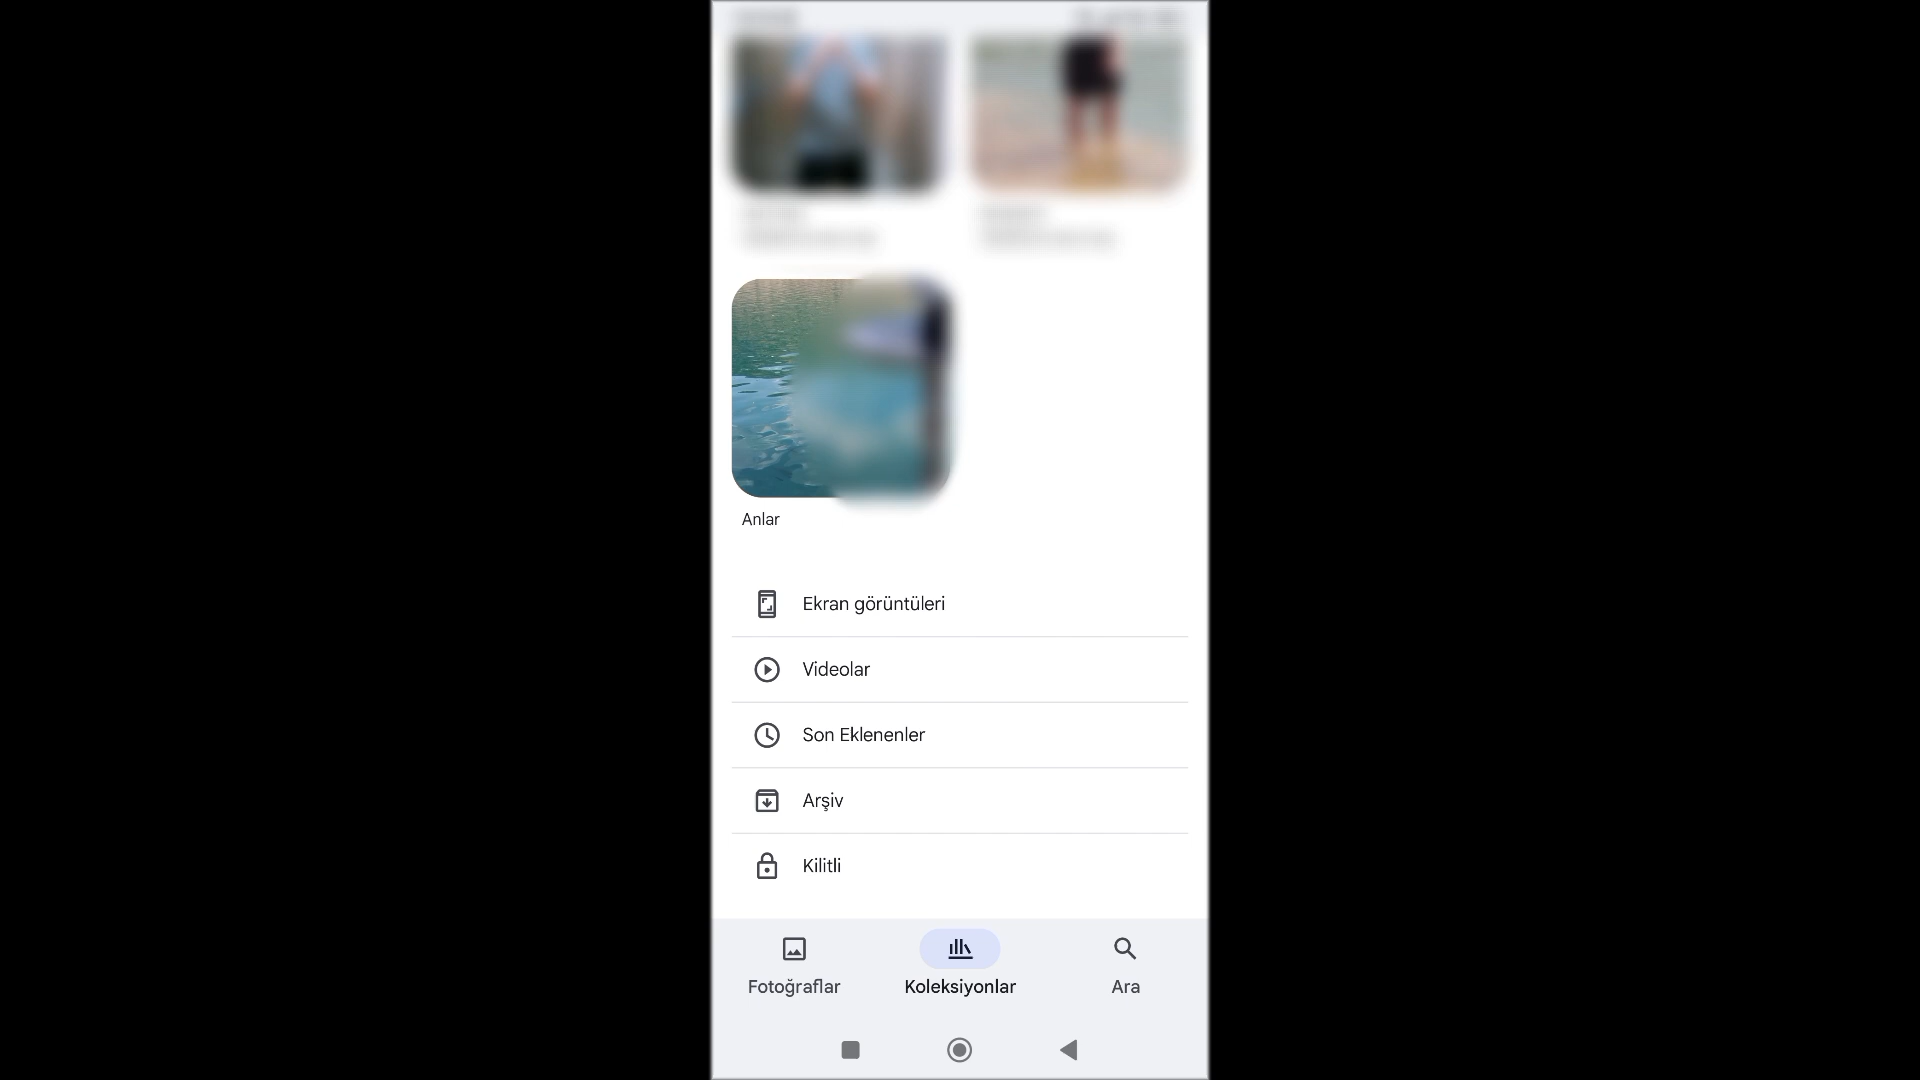 Anlar
Ekran görüntüleri
Videolar
Son Eklenenler
Arşiv
Kilitli
Fotoğraflar
Koleksiyonlar
Ara